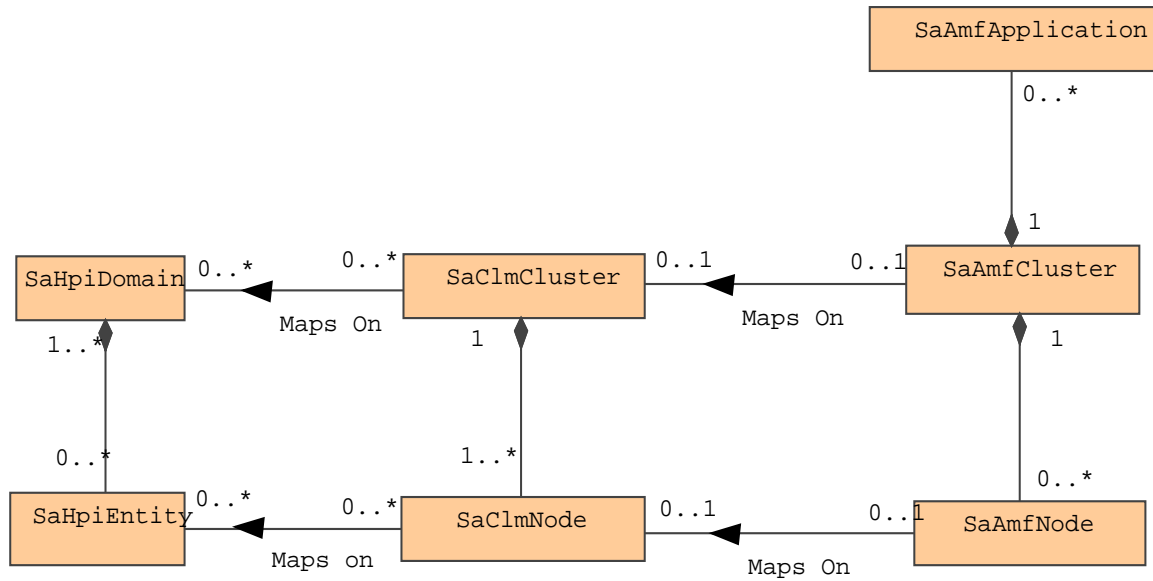 SaAmfApplication
0..*
1
SaHpiDomain
0..*
0..*
SaClmCluster
0..1
0..1
SaAmfCluster
Maps On
Maps On
1..*
1
1
0..*
1..*
0..*
SaHpiEntity
0..*
0..*
SaClmNode
0..1
0..1
SaAmfNode
Maps on
Maps On